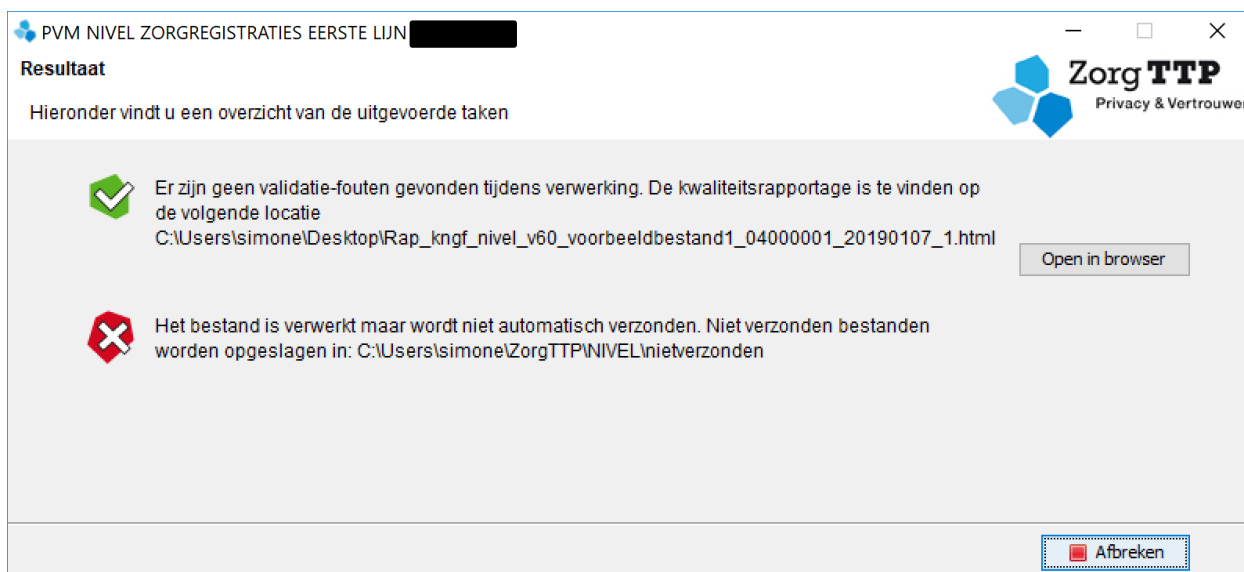 PVM NIVEL ZORGREGISTRATIES EERSTE LIJN
Resultaat
Hieronder vindt u een overzicht van de uitgevoerde taken
Zorg TTP
Privacy & Vertrouwe
Er zijn geen validatie-fouten gevonden tijdens verwerking. De kwaliteitsrapportage is te vinden op
de volgende locatie
C:\Users\simone\Desktop\Rap_kngf_nivel_v60_voorbeeldbestand1_04000001_20190107_1.html
Open in browser
Het bestand is verwerkt maar wordt niet automatisch verzonden. Niet verzonden bestanden
worden opgeslagen in: C:\Users\simone\ZorgTTP\NIVEL\nietverzonden
Afbreken